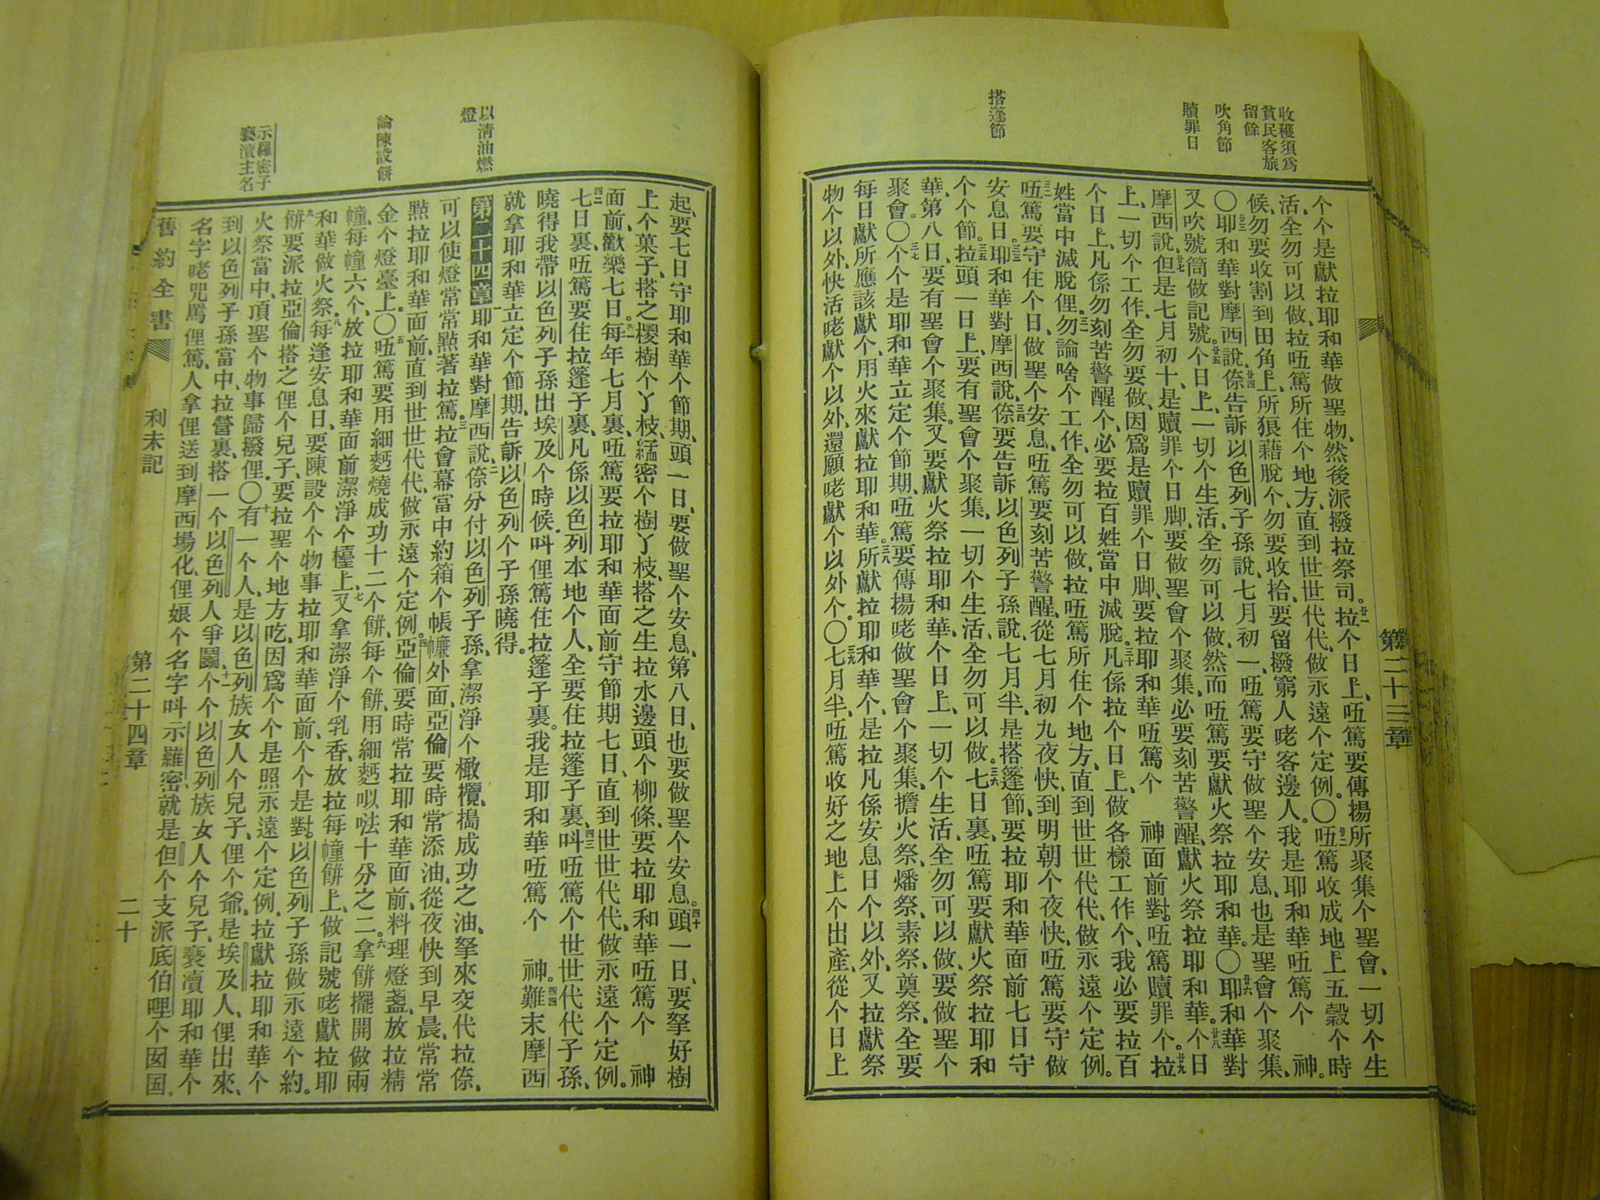 收穫須爲
貧民客旅
留餘
吹角節
贖罪日
搭篷節
第二十三章
个个是獻拉耶和華做聖物、然後派撥拉祭司。拉个日上、吾篤要傳揚所聚集个聖會、一切个生
活、全勿可以做、拉吾篤所住个地方、直到世世代代、做永遠个定例。〇吾篤收成地上五穀个時
候、勿要收割到田角上、所狼藉脫个、勿要收拾、要留撥窮人咾客邊人、我是耶和華吾篤个 神。
〇耶和華對摩西說、倷告訴以色列子孫說、七月初一、吾篤要守做聖个安息、也是聖會个聚集、
又吹號筒做記號。个日上、一切个生活、全勿可以做、然而吾篤要獻火祭拉耶和華。〇耶和華對
摩西說、但是七月初十、是贖罪个日脚、要做聖會个聚集、必要刻苦警醒、獻火祭拉耶和華。个日
上、一切个工作、全勿要做、因爲是贖罪个日脚、要拉耶和華吾篤个 神面前、對吾篤贖罪个。拉
个日上、凡係勿刻苦警醒个、必要拉百姓當中滅脫。凡係拉个日上、做各樣工作个、我必要拉百
姓當中滅脫俚。勿論啥个工作、全勿可以做、拉吾篤所住个地方、直到世世代代、做永遠个定例。
吾篤要守住个日、做聖个安息、吾篤要刻苦警醒、從七月初九夜快、到明朝个夜快、吾篤要守做
安息日。耶和華對摩西說、倷要告訴以色列子孫說、七月半、是搭篷節、要拉耶和華面前七日守
个个節。拉頭一日上、要有聖會个聚集、一切个生活、全勿可以做。七日裏、吾篤要獻火祭拉耶和
華、第八日、要有聖會个聚集、又要獻火祭拉耶和華、个日上、一切个生活、全勿可以做、要做聖个
聚會。〇个个是耶和華立定个節期、吾篤要傳揚咾做聖會个聚集、擔火祭、燔祭、素祭、奠祭、全要
每日獻所應該獻个、用火來獻拉耶和華。所獻拉耶和華个、是拉凡係安息日个以外、又拉獻祭
物个以外、快活咾獻个以外、還願咾獻个以外个。〇七月半、吾篤收好之地上个出產、從个日上
以清油燃
燈
論陳設餅
示羅密子
褻瀆主名
起、要七日守耶和華个節期、頭一日、要做聖个安息、第八日、也要做聖个安息。頭一日、要拏好樹
上个菓子、搭之櫻樹个丫枝、綿密个樹丫枝、搭之生拉水邊頭个柳條、要拉耶和華吾篤个 神
面前、歡樂七日。每年七月裏、吾篤要拉耶和華面前、守節期七日、直到世世代代、做永遠个定例。
七日裏、吾篤要住拉篷子裏、凡係以色列本地个人、全要住拉篷子裏。呌吾篤个世世代代子孫、
曉得我帶以色列子孫出埃及个時候、呌俚篤住拉篷子裏。我是耶和華吾篤个 神。難末摩西
就拿耶和華立定个節期、告訴以色列个子孫曉得。
第二十四章 耶和華對摩西說、倷分付以色列子孫、拿潔淨个橄欖、搗成功之油、拏來交代拉倷、
可以使燈常常點著拉篤。拉會幕當中約箱个帳簾外面、亞倫要時常添油、從夜快到早晨、常常
點拉耶和華面前、直到世世代代、做永遠个定例。亞倫要時常拉耶和華面前、料理燈盞、放拉精
金个燈臺上。〇吾篤要用細麪燒成功十二个餅、每个餅、用細麪呶㗑十分之二。拿餅擺開做兩
幢、每幢六个、放拉耶和華面前潔淨个檯上。又拿潔淨个乳香、放拉每幢餅上、做記號咾獻拉耶
和華做火祭。每逢安息日、要陳設个个物事拉耶和華面前、个个是對以色列子孫做永遠个約。
餅要派拉亞倫搭之俚个兒子、要拉聖个地方吃、因爲个个是照永遠个定例、拉獻拉耶和華个
火祭當中、頂聖个物事歸撥俚。〇有一个人、是以色列族女人个兒子、俚个爺、是埃及人、俚出來
到以色列子孫當中、拉營裏、搭一个以色列人爭鬬。个个以色列族女人个兒子、褻瀆耶和華个
名字咾咒駡俚篤、人拿俚送到摩西場化、俚娘个名字呌示羅密、就是但个支派底伯哩个囡国。
舊約全書 利未記 第二十四章 二十